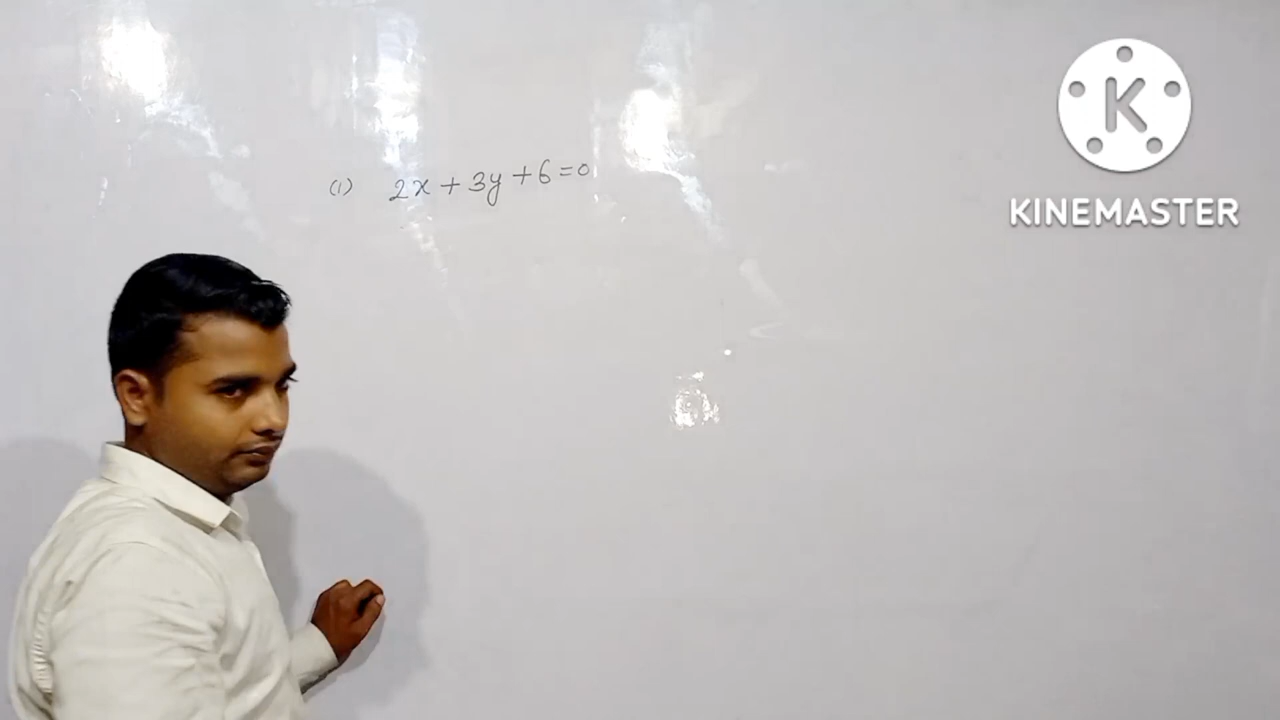 (1) 2x + 3y + 6 = 0
K
KINEMASTER